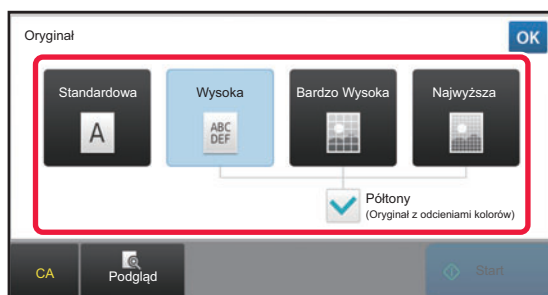 Oryginał
OK
Standardowa
Wysoka
Bardzo Wysoka
Najwyższa
A
ABC
DEF
Półtony
(Oryginał z odcieniami kolorów)
CA
Podgląd
Start